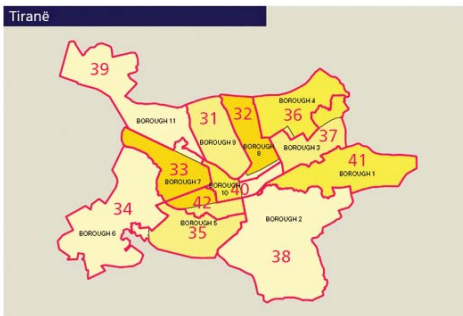 Tiranë
39
BOROUGH 11
31
BOROUGH 9
32
BOROUGH
8
BOROUGH 4
36
37
BOROUGH 3
41
BOROUGH 1
33
BOROUGH 7
BOROUGH
10
40
42
34
BOROUGH 6
BOROUGH 5
35
BOROUGH 2
38